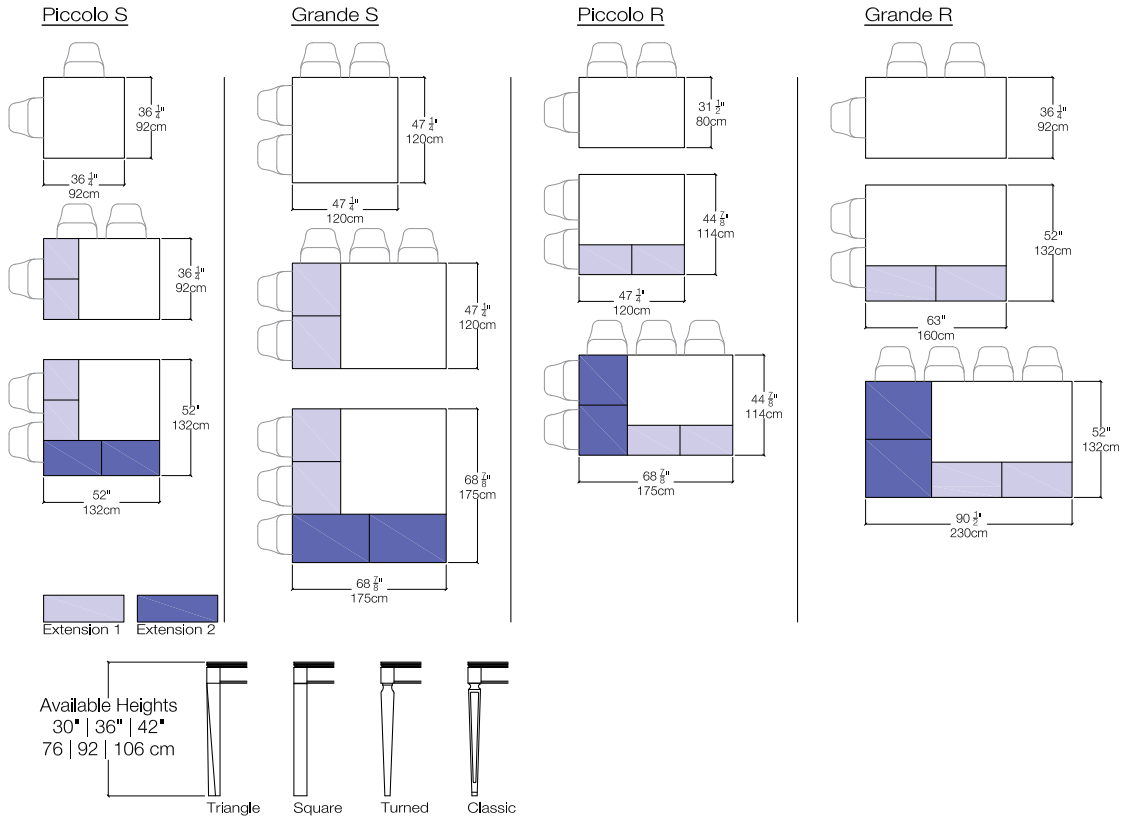 Piccolo S
Grande S
Piccolo R
Grande R
36 1/4"
92cm
36 1/4"
92cm
36 1/4"
92cm
52"
132cm
52"
132cm
47 1/4"
120cm
47 1/4"
120cm
47 1/4"
120cm
68 7/8"
175cm
68 7/8"
175cm
31 1/2"
80cm
44 7/8"
114cm
47 1/4"
120cm
44 7/8"
114cm
68 7/8"
175cm
36 1/4"
92cm
52"
132cm
63"
160cm
52"
132cm
90 1/2"
230cm
Extension 1
Extension 2
Available Heights
30" | 36" | 42"
76 | 92 | 106 cm
Triangle
Square
Turned
Classic